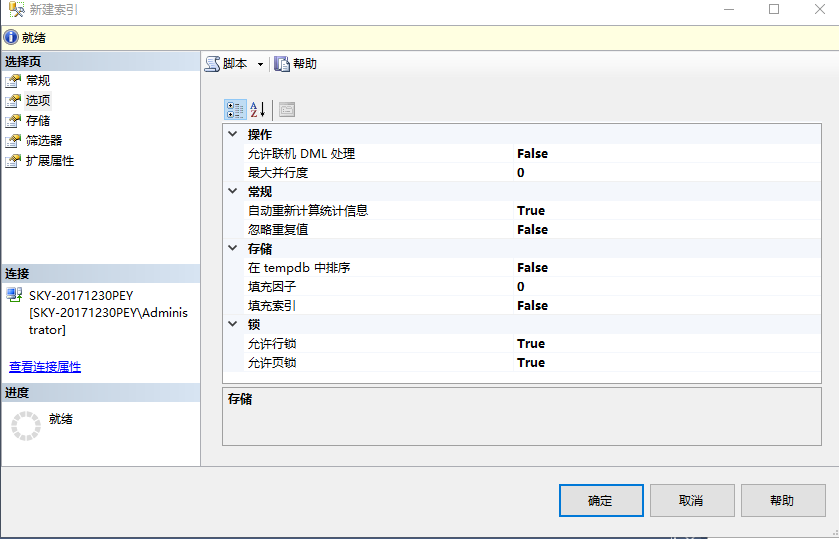 新建索引
就绪
选择页
常规
选项
存储
筛选器
扩展属性
脚本 帮助
操作
允许联机 DML 处理 False
最大并行度 0
常规
自动重新计算统计信息 True
忽略重复值 False
存储
在 tempdb 中排序 False
填充因子 0
填充索引 False
锁
允许行锁 True
允许页锁 True
存储
连接
SKY-20171230PEY
[SKY-20171230PEY\Adminis
trator]
查看连接属性
进度
就绪
确定 取消 帮助